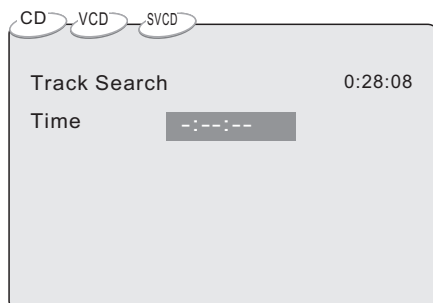 CD VCD SVCD
Track Search 0:28:08
Time -:--:--